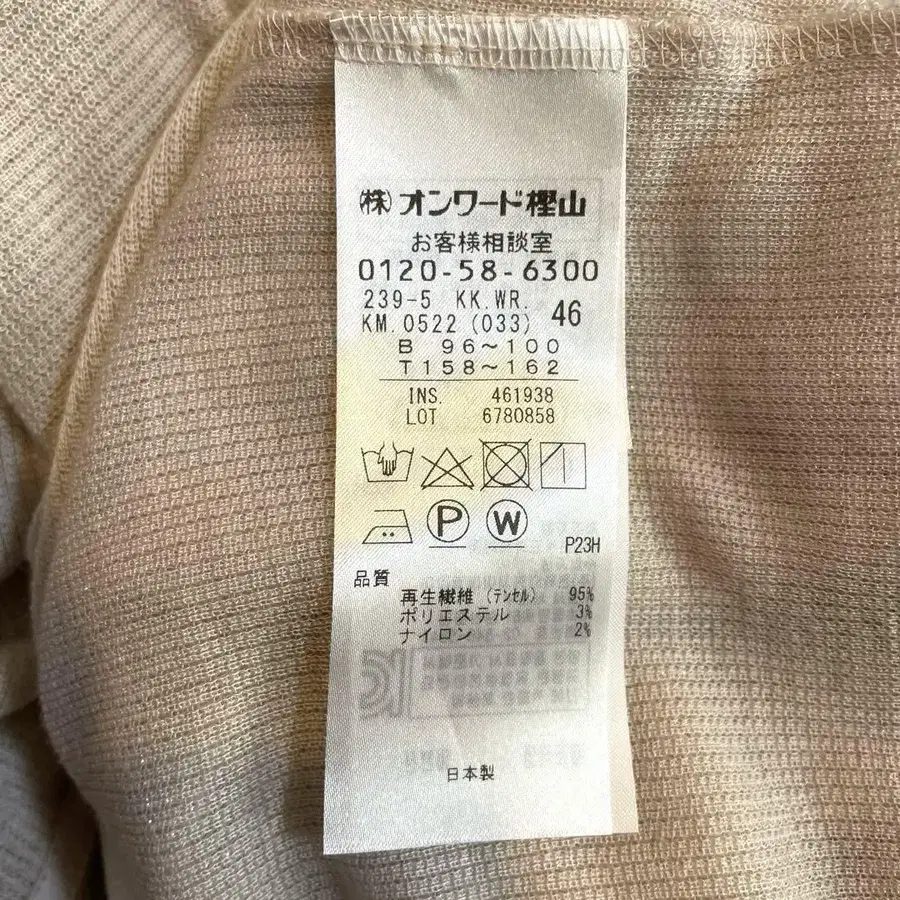 (株)オンワード樫山
お客様相談室
0120-58-6300
239-5 KK.WR.
KM.0522 (033) 46
B 96～100
T158～162
INS. 461938
LOT 6780858
P W
P23H
品質
再生繊維 (テンセル) 95%
ポリエステル 3%
ナイロン 2%
日本製